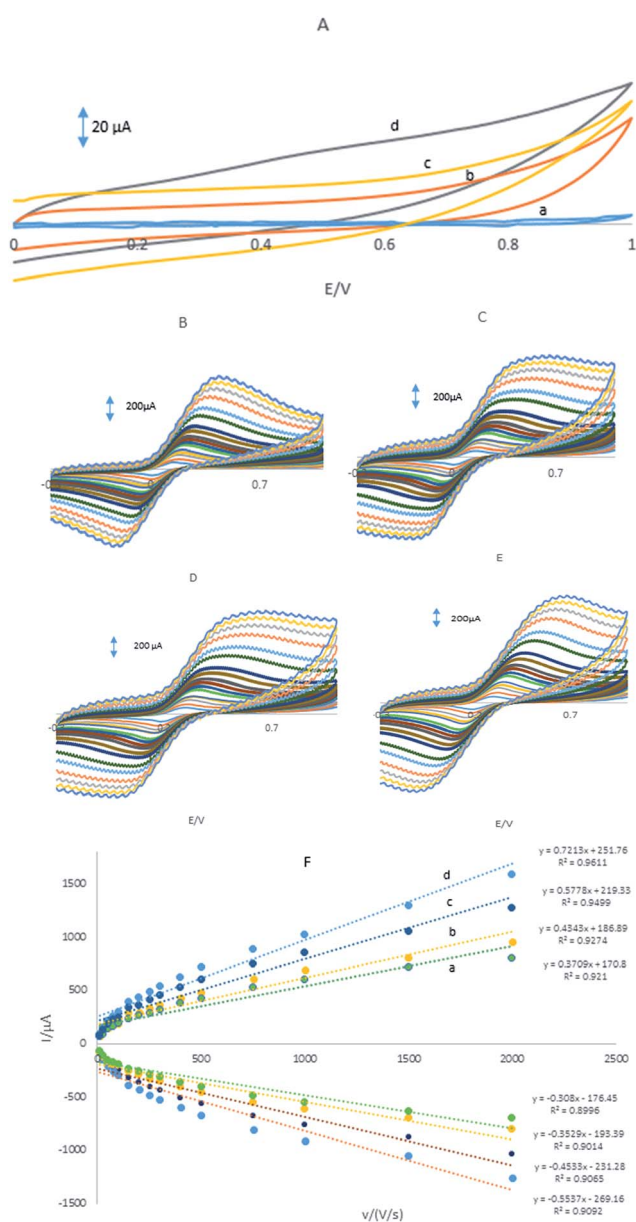 A
20 µA
d
c
b
a
0
0.2
0.4
0.6
0.8
1
E/V
B
C
200µA
200µA
0.7
0.7
D
E
200 µA
200µA
0.7
0.7
E/V
E/V
F
y = 0.7213x + 251.76
R² = 0.9611
y = 0.5778x + 219.33
R² = 0.9499
y = 0.4343x + 186.89
R² = 0.9274
y = 0.3709x + 170.8
R² = 0.921
d
c
b
a
1500
1000
500
0
-500
-1000
-1500
I/µA
0
500
1000
1500
2000
2500
y = -0.308x - 176.45
R² = 0.8996
y = -0.3529x - 193.39
R² = 0.9014
y = -0.4533x - 231.28
R² = 0.9065
y = -0.5537x - 269.16
R² = 0.9092
v/(V/s)